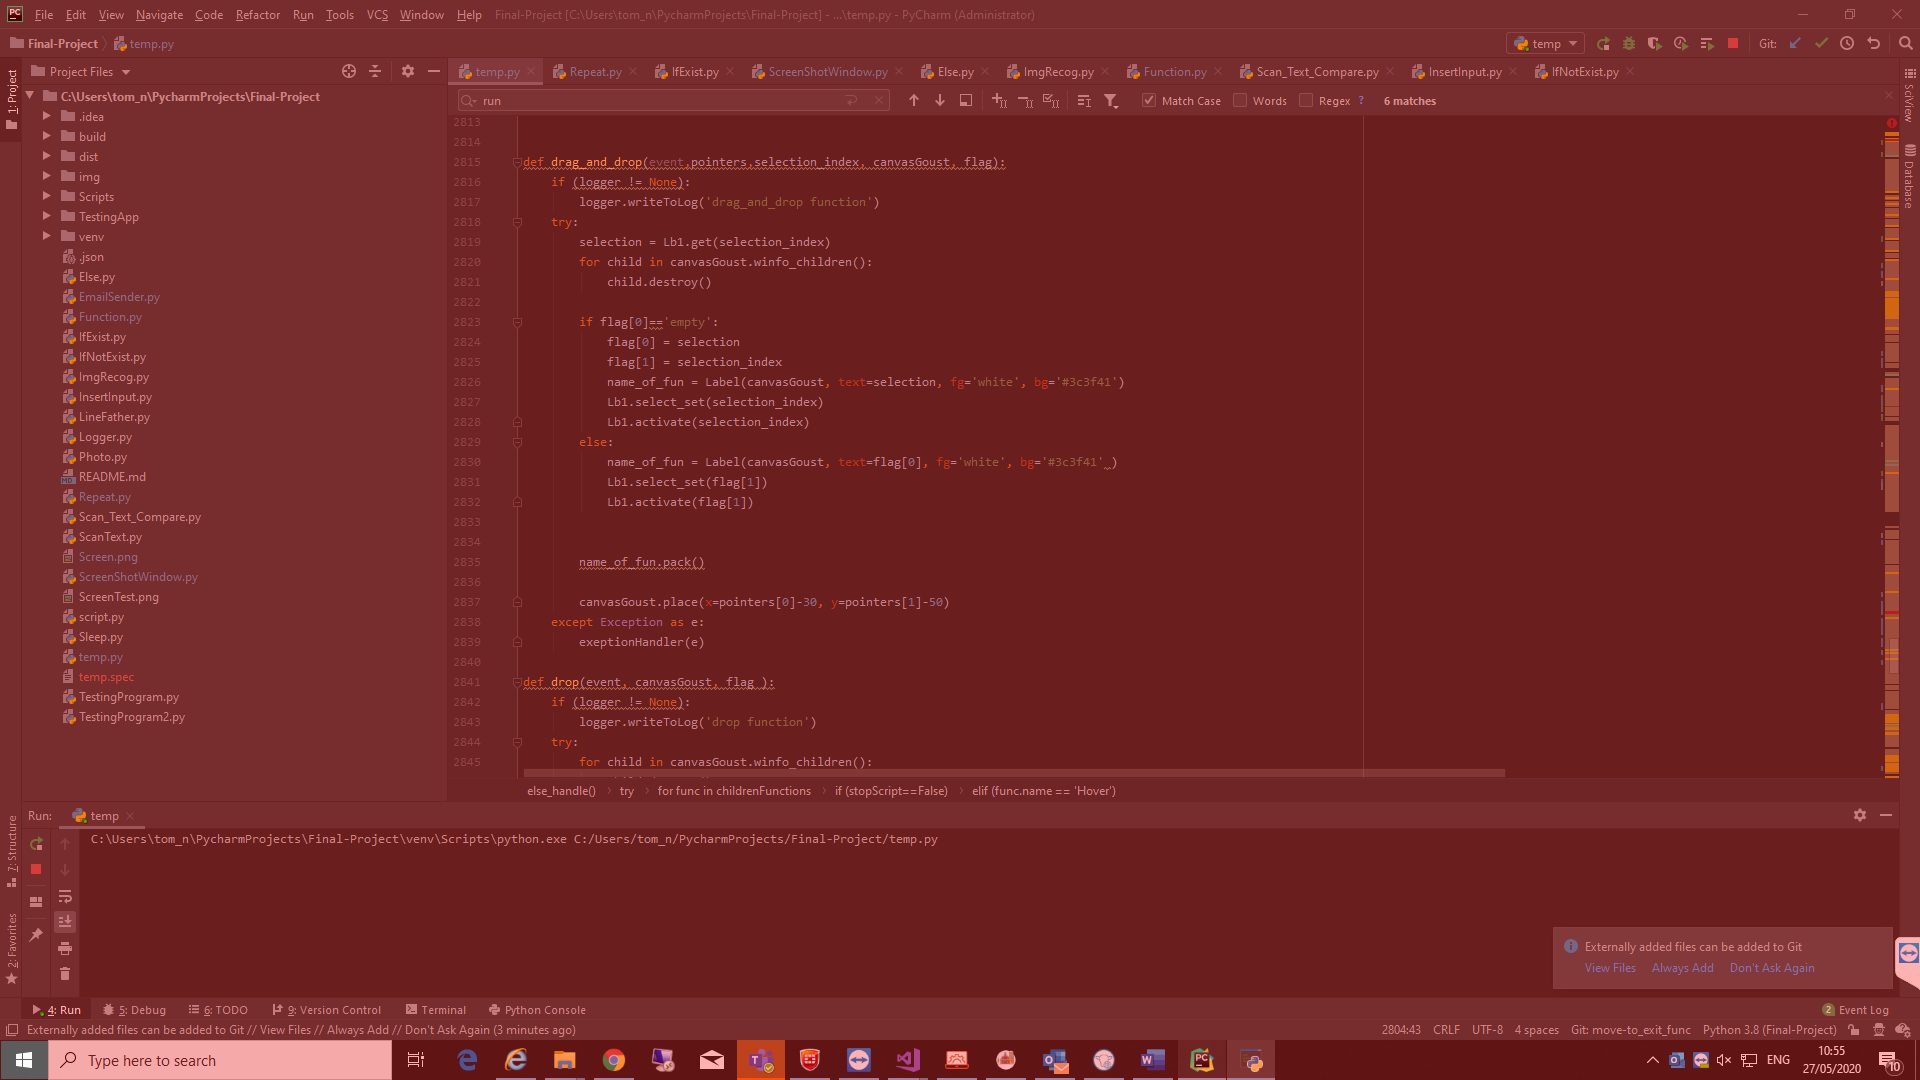 File Edit View Navigate Code Refactor Run Tools VCS Window Help Final-Project [C:\Users\tom_n\PycharmProjects\Final-Project] - ...\temp.py - PyCharm (Administrator)
Final-Project temp.py temp Git:
1: Project
Project Files
temp.py Repeat.py IfExist.py ScreenShotWindow.py Else.py ImgRecog.py Function.py Scan_Text_Compare.py InsertInput.py IfNotExist.py
run Match Case Words Regex ? 6 matches
SciView
Database
C:\Users\tom_n\PycharmProjects\Final-Project
.idea
build
dist
img
Scripts
TestingApp
venv
.json
Else.py
EmailSender.py
Function.py
IfExist.py
IfNotExist.py
ImgRecog.py
InsertInput.py
LineFather.py
Logger.py
Photo.py
README.md
Repeat.py
Scan_Text_Compare.py
ScanText.py
Screen.png
ScreenShotWindow.py
ScreenTest.png
script.py
Sleep.py
temp.py
temp.spec
TestingProgram.py
TestingProgram2.py
2813
2814
2815 def drag_and_drop(event,pointers,selection_index, canvasGoust, flag):
2816 if (logger != None):
2817 logger.writeToLog('drag_and_drop function')
2818 try:
2819 selection = Lb1.get(selection_index)
2820 for child in canvasGoust.winfo_children():
2821 child.destroy()
2822
2823 if flag[0]=='empty':
2824 flag[0] = selection
2825 flag[1] = selection_index
2826 name_of_fun = Label(canvasGoust, text=selection, fg='white', bg='#3c3f41')
2827 Lb1.select_set(selection_index)
2828 Lb1.activate(selection_index)
2829 else:
2830 name_of_fun = Label(canvasGoust, text=flag[0], fg='white', bg='#3c3f41' )
2831 Lb1.select_set(flag[1])
2832 Lb1.activate(flag[1])
2833
2834
2835 name_of_fun.pack()
2836
2837 canvasGoust.place(x=pointers[0]-30, y=pointers[1]-50)
2838 except Exception as e:
2839 exeptionHandler(e)
2840
2841 def drop(event, canvasGoust, flag ):
2842 if (logger != None):
2843 logger.writeToLog('drop function')
2844 try:
2845 for child in canvasGoust.winfo_children():
else_handle() try for func in childrenFunctions if (stopScript==False) elif (func.name == 'Hover')
7: Structure
2: Favorites
Run: temp
C:\Users\tom_n\PycharmProjects\Final-Project\venv\Scripts\python.exe C:/Users/tom_n/PycharmProjects/Final-Project/temp.py
Externally added files can be added to Git
View Files Always Add Don't Ask Again
4: Run 5: Debug 6: TODO 9: Version Control Terminal Python Console 2 Event Log
Externally added files can be added to Git // View Files // Always Add // Don't Ask Again (3 minutes ago) 2804:43 CRLF UTF-8 4 spaces Git: move-to_exit_func Python 3.8 (Final-Project)
Type here to search ENG 10:55
27/05/2020 10